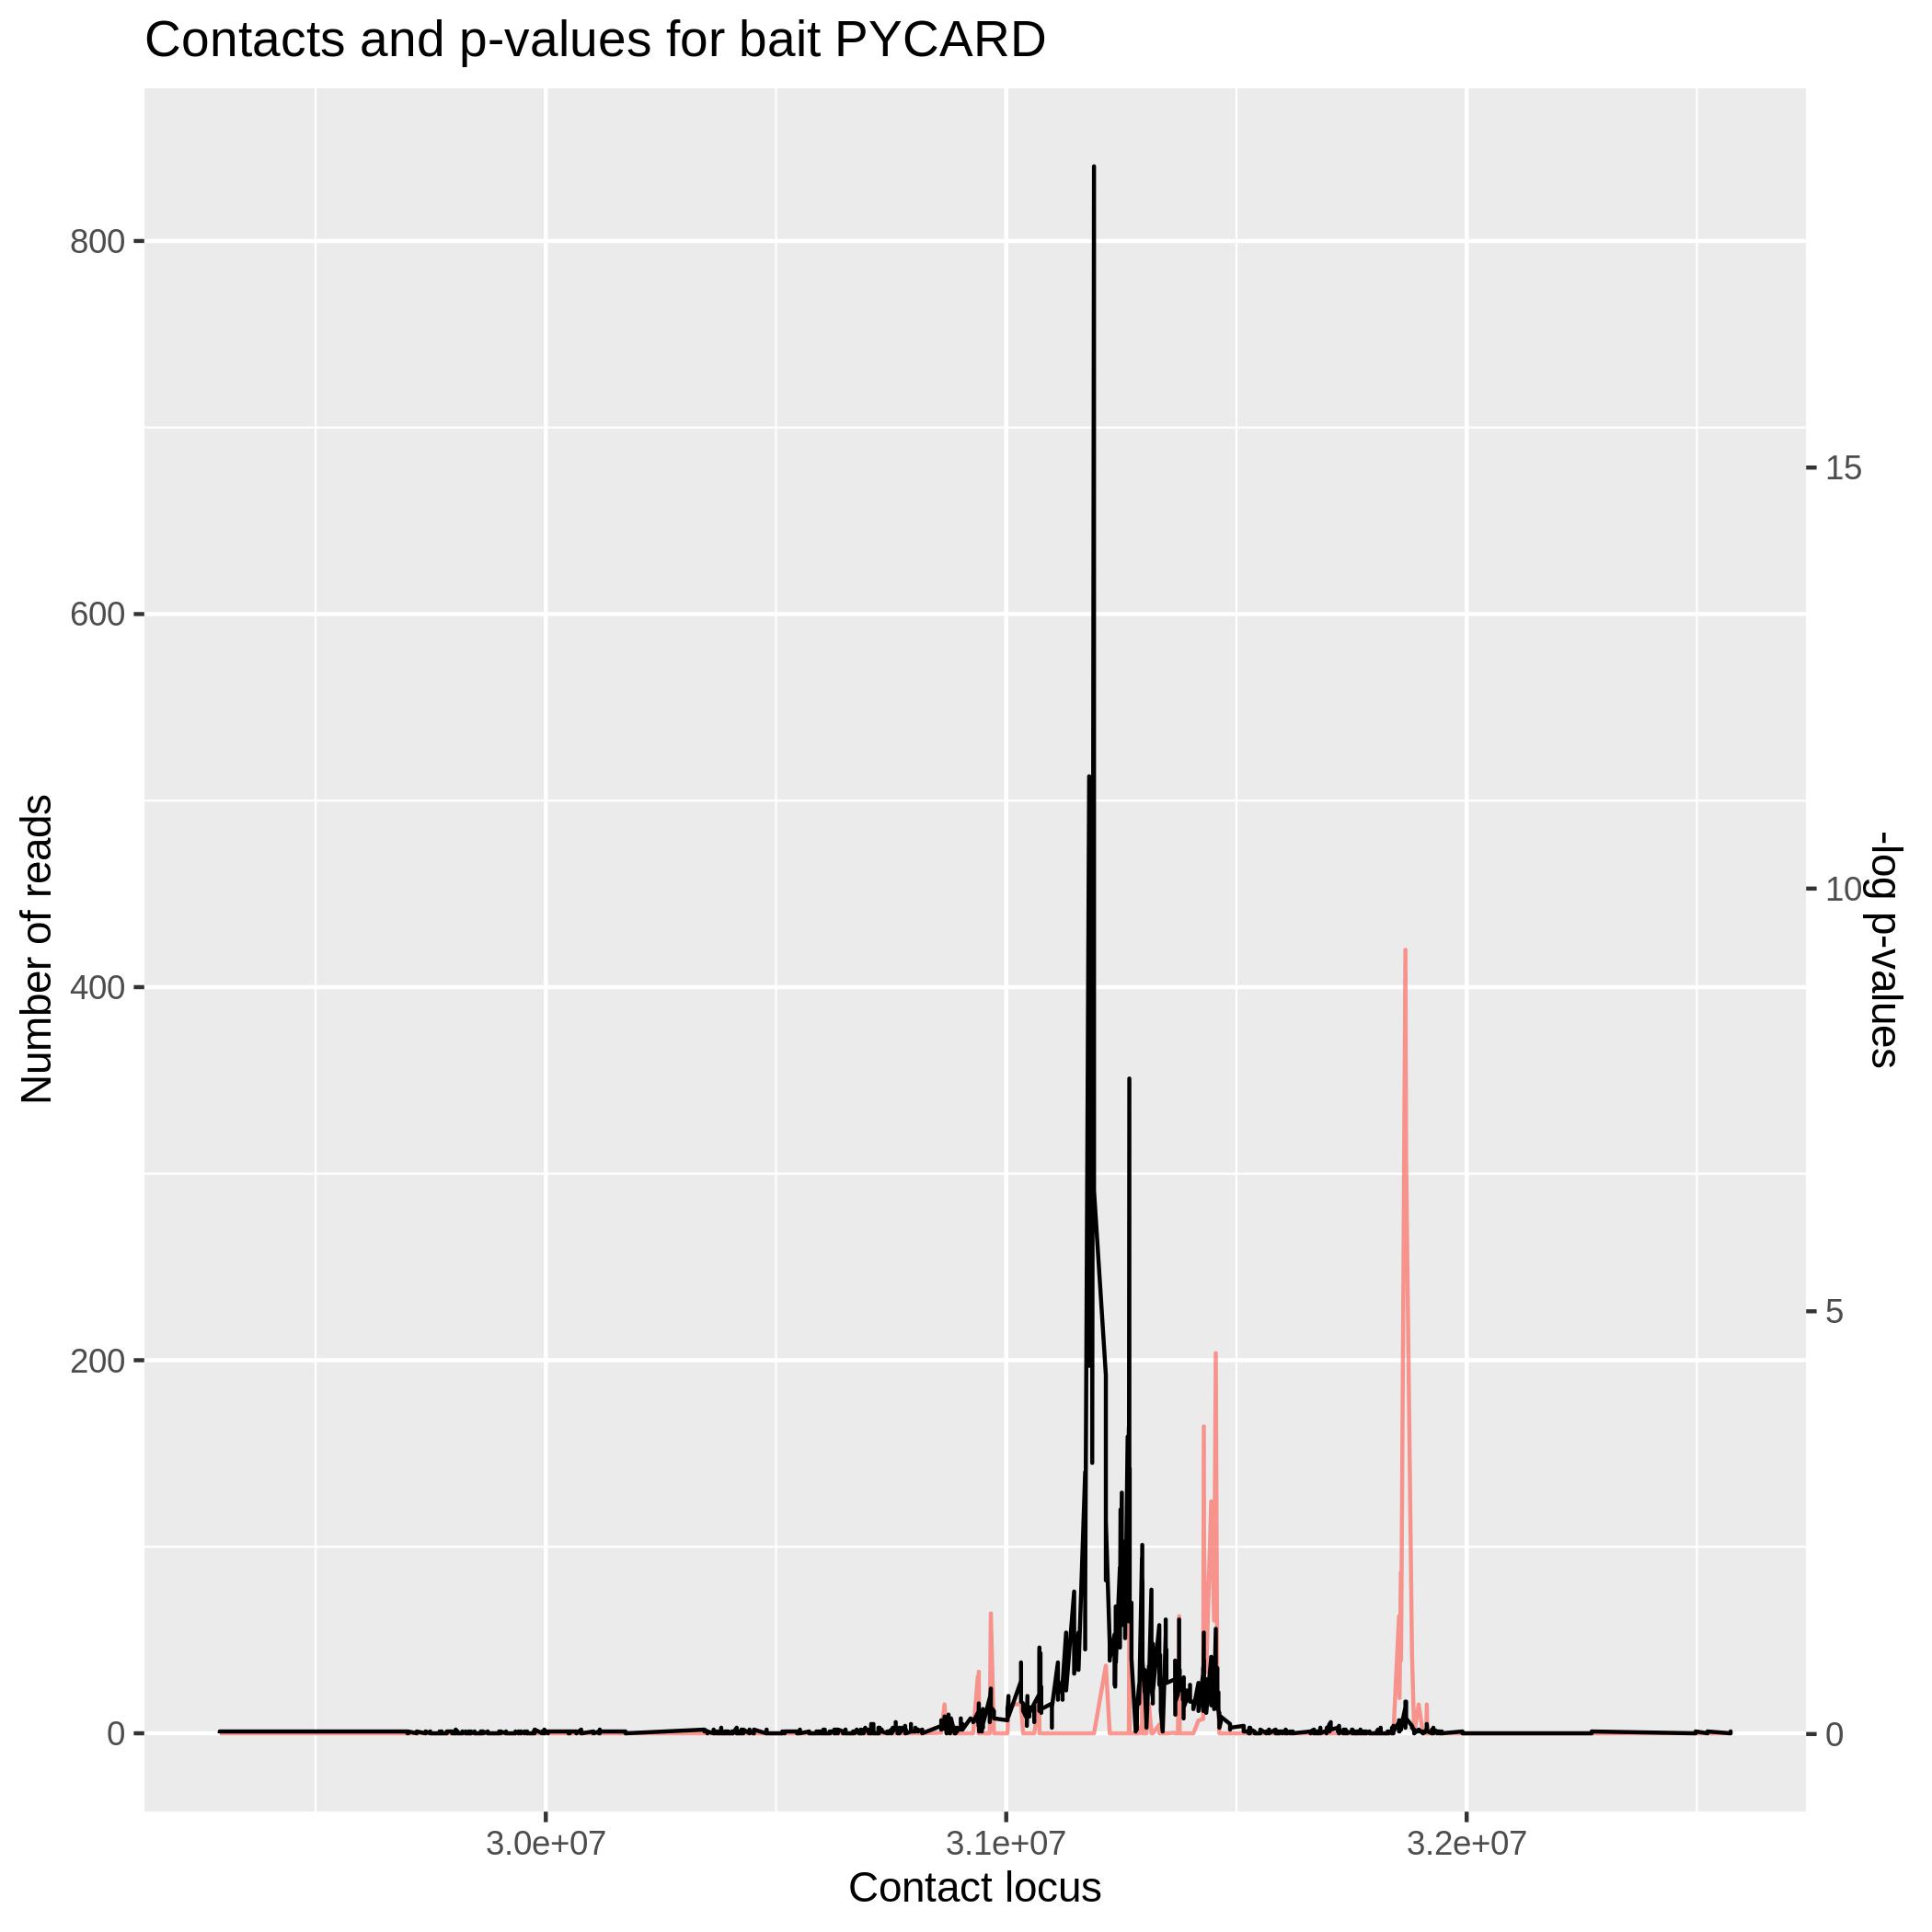 Contacts and p-values for bait PYCARD
800
600
400
200
0
Number of reads
15
10
5
0
-log p-values
3.0e+07
3.1e+07
3.2e+07
Contact locus